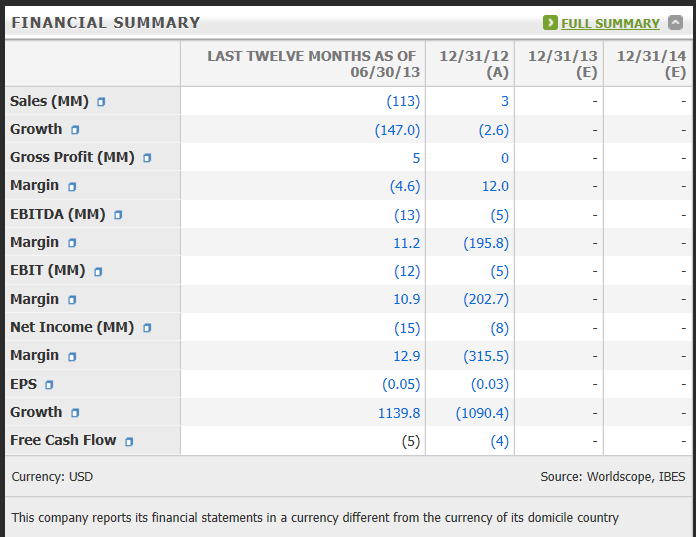 FINANCIAL SUMMARY FULL SUMMARY
LAST TWELVE MONTHS AS OF 12/31/12 12/31/13 12/31/14
06/30/13 (A) (E) (E)
Sales (MM) (113) 3 - -
Growth (147.0) (2.6) - -
Gross Profit (MM) 5 0 - -
Margin (4.6) 12.0 - -
EBITDA (MM) (13) (5) - -
Margin 11.2 (195.8) - -
EBIT (MM) (12) (5) - -
Margin 10.9 (202.7) - -
Net Income (MM) (15) (8) - -
Margin 12.9 (315.5) - -
EPS (0.05) (0.03) - -
Growth 1139.8 (1090.4) - -
Free Cash Flow (5) (4) - -
Currency: USD Source: Worldscope, IBES
This company reports its financial statements in a currency different from the currency of its domicile country